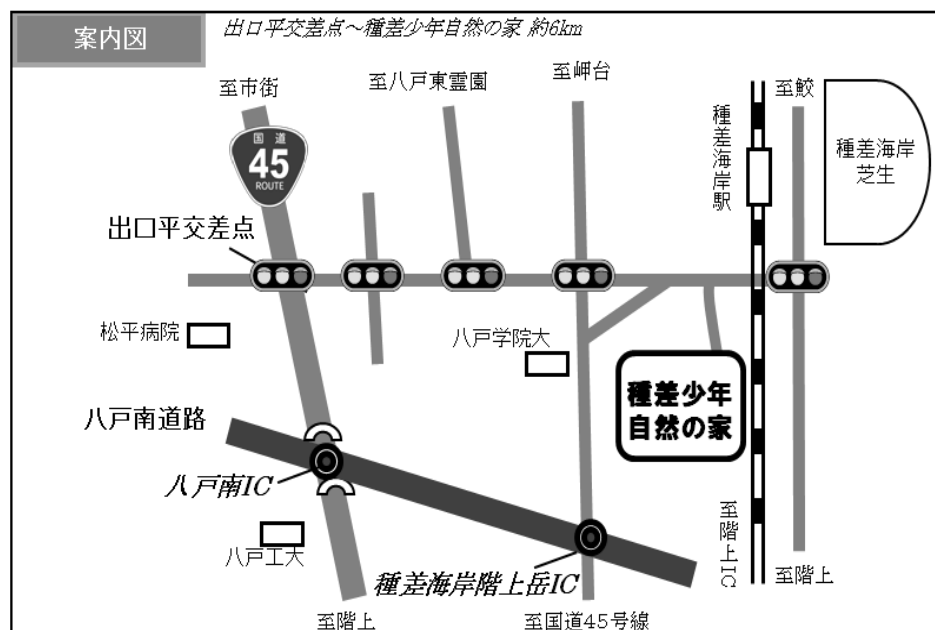 案内図
出口平交差点～種差少年自然の家 約6km
至市街
至八戸東霊園
至岬台
至鮫
国道
45
ROUTE
種差海岸駅
種差海岸
芝生
出口平交差点
松平病院
八戸学院大
種差少年
自然の家
八戸南道路
八戸南IC
八戸工大
種差海岸階上岳IC
至階上IC
至階上
至階上
至国道45号線